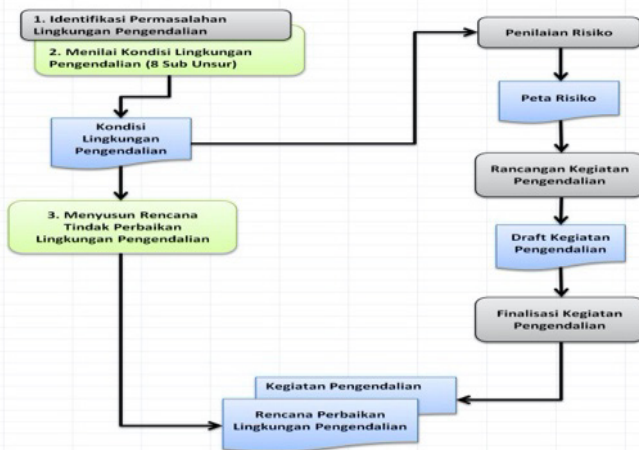 1. Identifikasi Permasalahan
Lingkungan Pengendalian
2. Menilai Kondisi Lingkungan
Pengendalian (8 Sub Unsur)
Kondisi
Lingkungan
Pengendalian
3. Menyusun Rencana
Tindak Perbaikan
Lingkungan Pengendalian
Penilaian Risiko
Peta Risiko
Rancangan Kegiatan
Pengendalian
Draft Kegiatan
Pengendalian
Finalisasi Kegiatan
Pengendalian
Kegiatan Pengendalian
Rencana Perbaikan
Lingkungan Pengendalian